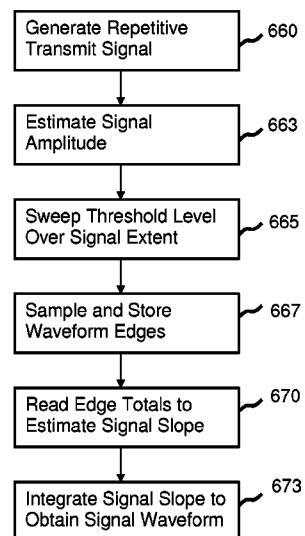 Generate Repetitive
Transmit Signal
660
Estimate Signal
Amplitude
663
Sweep Threshold Level
Over Signal Extent
665
Sample and Store
Waveform Edges
667
Read Edge Totals to
Estimate Signal Slope
670
Integrate Signal Slope to
Obtain Signal Waveform
673